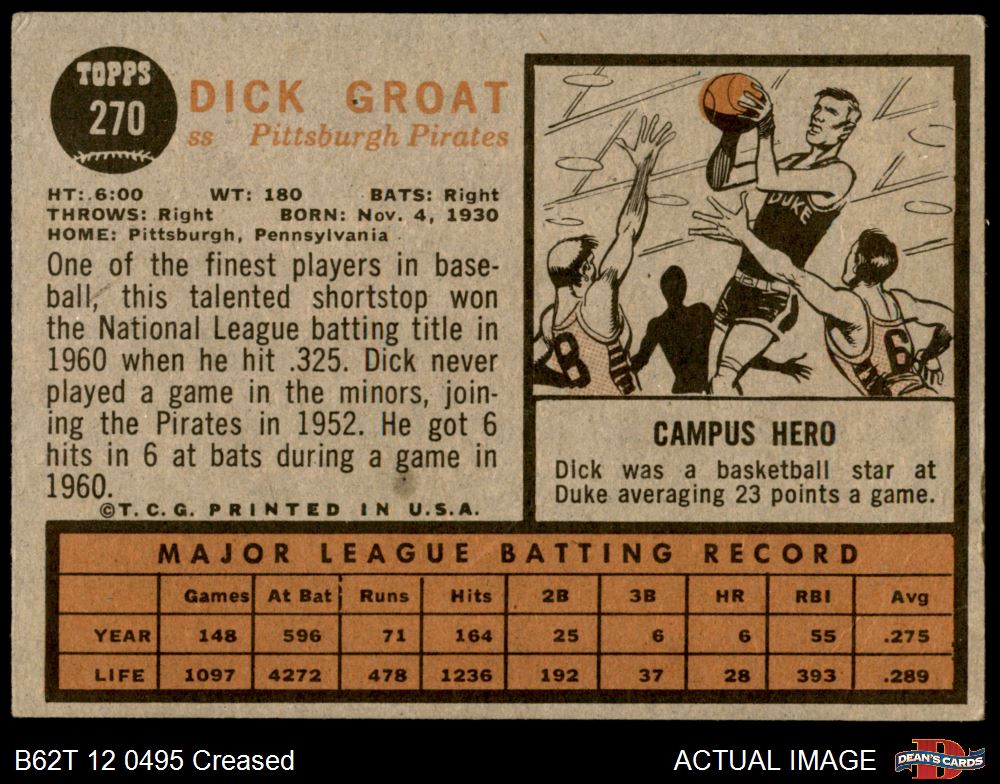 TOPPS
270
DICK GROAT
ss Pittsburgh Pirates
HT: 6:00 WT: 180 BATS: Right
THROWS: Right BORN: Nov. 4, 1930
HOME: Pittsburgh, Pennsylvania
One of the finest players in base-
ball, this talented shortstop won
the National League batting title in
1960 when he hit .325. Dick never
played a game in the minors, join-
ing the Pirates in 1952. He got 6
hits in 6 at bats during a game in
1960.
©T.C.G. PRINTED IN U.S.A.
DUKE
8
6
CAMPUS HERO
Dick was a basketball star at
Duke averaging 23 points a game.
MAJOR LEAGUE BATTING RECORD
Games At Bat Runs Hits 2B 3B HR RBI Avg
YEAR 148 596 71 164 25 6 6 55 .275
LIFE 1097 4272 478 1236 192 37 28 393 .289
B62T 12 0495 Creased
ACTUAL IMAGE
D
DEAN'S CARDS